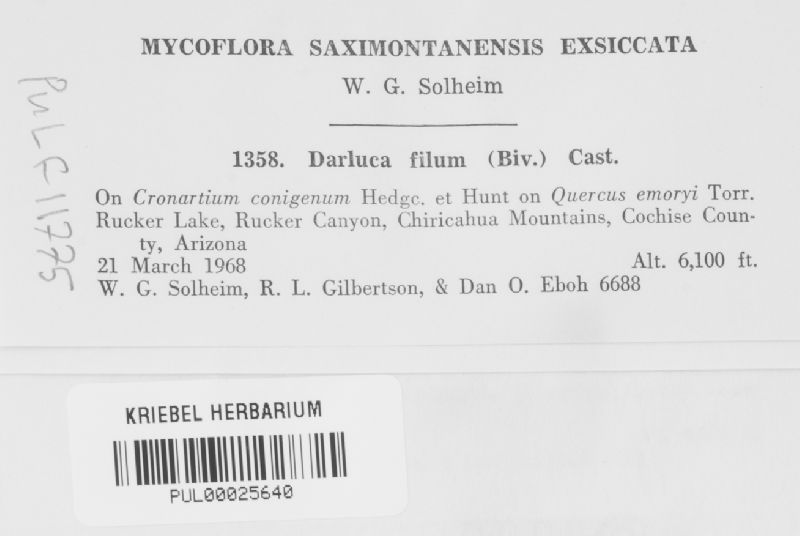 MYCOFLORA SAXIMONTANENSIS EXSICCATA
W. G. Solheim
1358. Darluca filum (Biv.) Cast.
On Cronartium conigenum Hedgc. et Hunt on Quercus emoryi Torr.
Rucker Lake, Rucker Canyon, Chiricahua Mountains, Cochise Coun-
ty, Arizona
21 March 1968 Alt. 6,100 ft.
W. G. Solheim, R. L. Gilbertson, & Dan O. Eboh 6688
PUL F11775
KRIEBEL HERBARIUM
PUL00025640